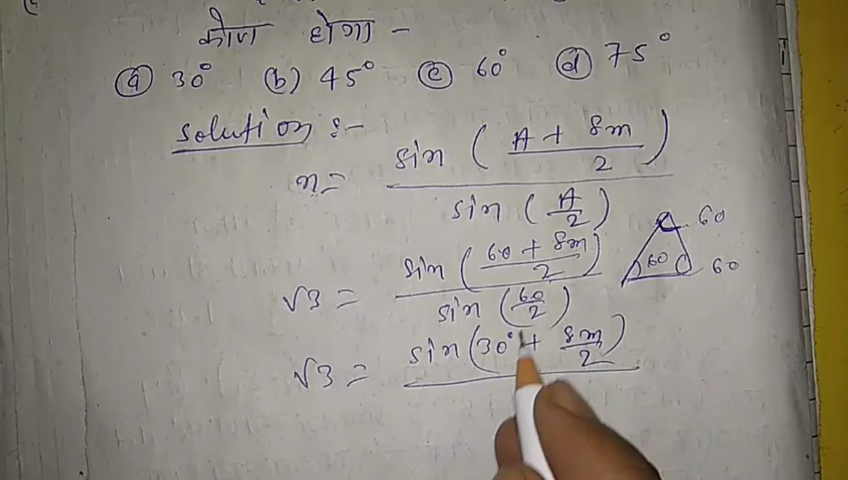 कोण होगा -
(a) 30° (b) 45° (c) 60° (d) 75°
Solution :-
n = sin ( A + δm / 2 ) / sin ( A / 2 )
√3 = sin ( 60 + δm / 2 ) / sin ( 60 / 2 )
60
60
60
√3 = sin ( 30° + δm / 2 )